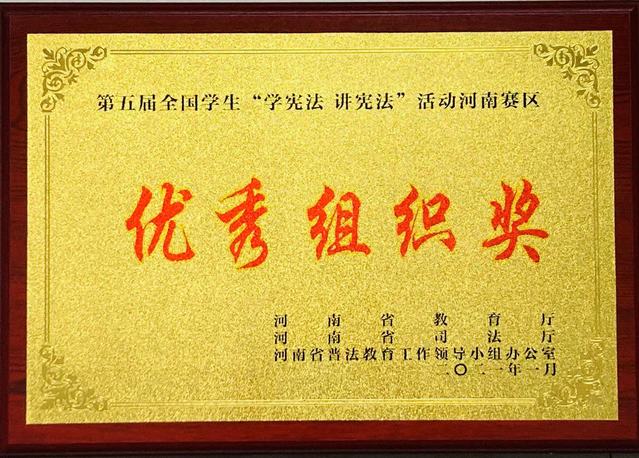 第五届全国学生“学宪法 讲宪法”活动河南赛区
优秀组织奖
河南省教育厅
河南省司法厅
河南省普法教育工作领导小组办公室
二〇二一年一月